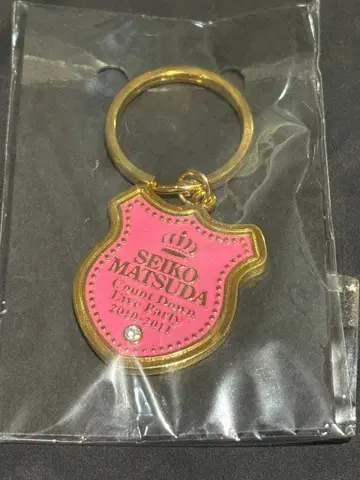 SEIKO
MATSUDA
Count Down
Live Party
2010-2011